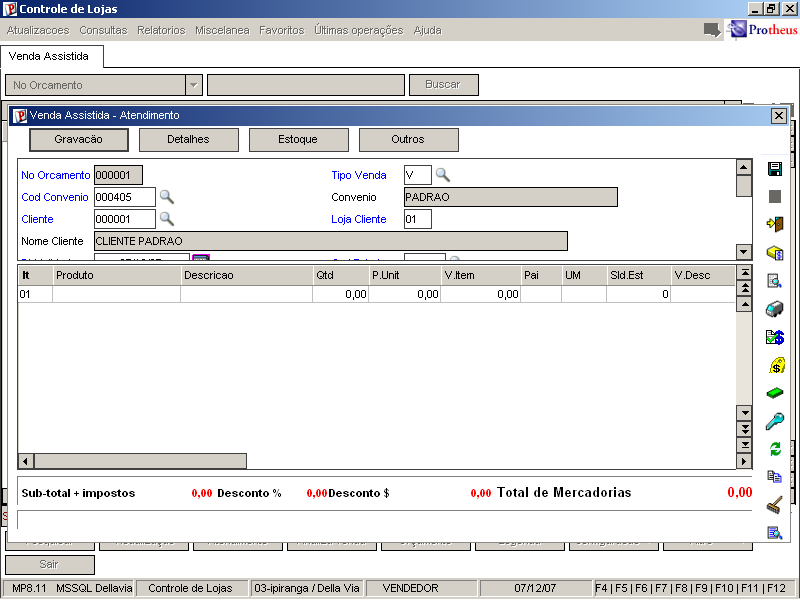 Controle de Lojas
Atualizacoes Consultas Relatorios Miscelanea Favoritos Últimas operações Ajuda Protheus
Venda Assistida
No Orcamento Buscar
Venda Assistida - Atendimento
Gravacão Detalhes Estoque Outros
No Orcamento 000001 Tipo Venda V
Cod Convenio 000405 Convenio PADRAO
Cliente 000001 Loja Cliente 01
Nome Cliente CLIENTE PADRAO
It Produto Descricao Qtd P.Unit V.Item Pai UM Sld.Est V.Desc
01 0,00 0,00 0,00 0
Sub-total + impostos 0,00 Desconto % 0,00 Desconto $ 0,00 Total de Mercadorias 0,00
Sair
MP8.11 MSSQL Dellavia Controle de Lojas 03-ipiranga / Della Via VENDEDOR 07/12/07 F4 | F5 | F6 | F7 | F8 | F9 | F10 | F11 | F12